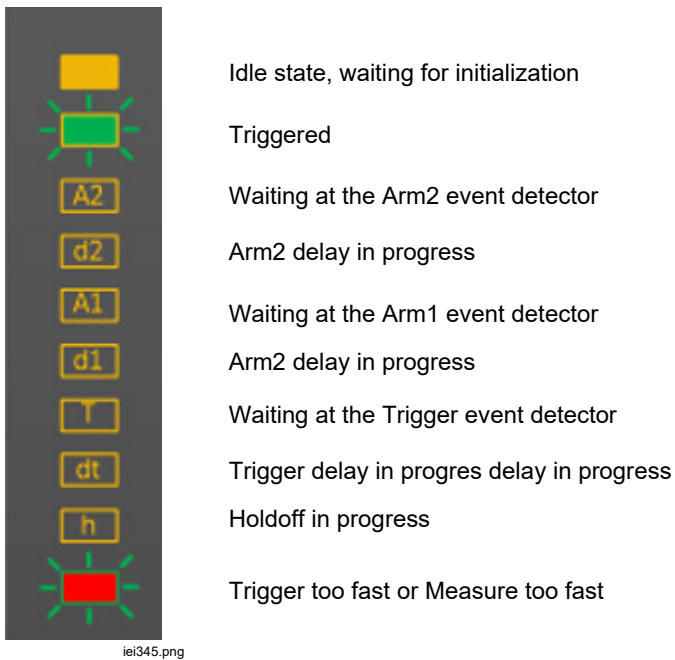 Idle state, waiting for initialization
Triggered
A2 Waiting at the Arm2 event detector
d2 Arm2 delay in progress
A1 Waiting at the Arm1 event detector
d1 Arm2 delay in progress
T Waiting at the Trigger event detector
dt Trigger delay in progres delay in progress
h Holdoff in progress
Trigger too fast or Measure too fast
iei345.png